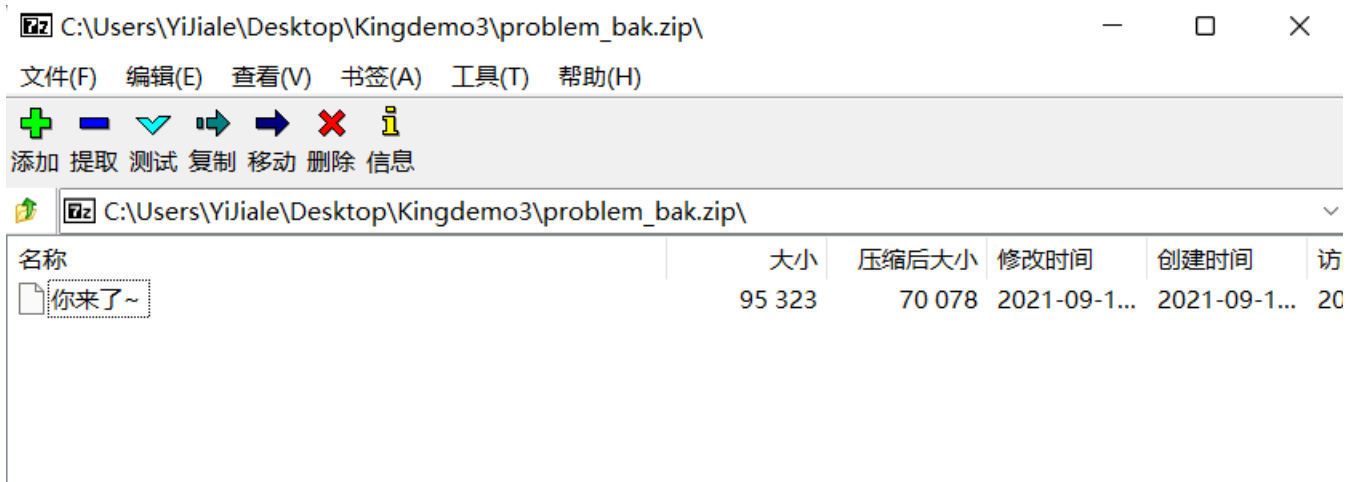 C:\Users\YiJiale\Desktop\Kingdemo3\problem_bak.zip\
文件(F) 编辑(E) 查看(V) 书签(A) 工具(T) 帮助(H)
添加 提取 测试 复制 移动 删除 信息
C:\Users\YiJiale\Desktop\Kingdemo3\problem_bak.zip\
名称 大小 压缩后大小 修改时间 创建时间 访
你来了~ 95 323 70 078 2021-09-1... 2021-09-1... 20